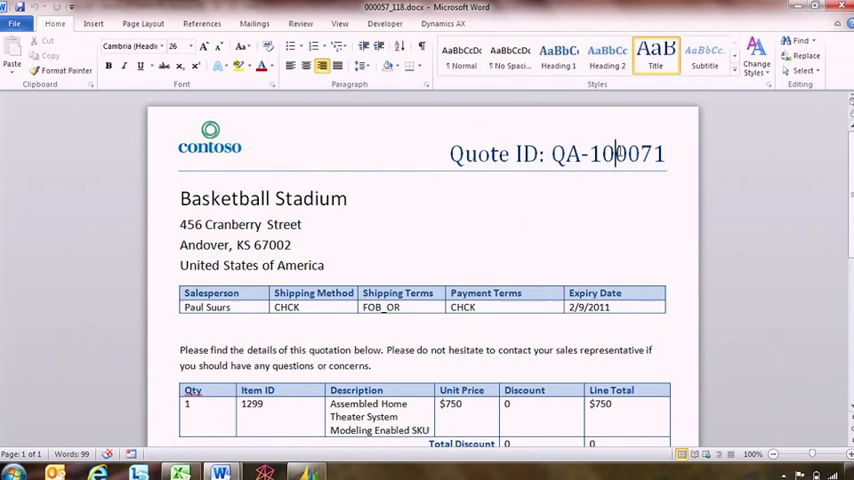 000057_118.docx - Microsoft Word
File Home Insert Page Layout References Mailings Review View Developer Dynamics AX
Cut
Copy
Format Painter
Paste
Clipboard
Cambria (Headin 26
B I U
Font
Paragraph
AaBbCcDc AaBbCcDc AaBbCc AaBbCc AaB AaBbCc.
¶ Normal ¶ No Spaci... Heading 1 Heading 2 Title Subtitle
Change Styles
Styles
Find
Replace
Select
Editing
contoso
Quote ID: QA-100071
Basketball Stadium
456 Cranberry Street
Andover, KS 67002
United States of America
Salesperson Shipping Method Shipping Terms Payment Terms Expiry Date
Paul Suurs CHCK FOB_OR CHCK 2/9/2011
Please find the details of this quotation below. Please do not hesitate to contact your sales representative if
you should have any questions or concerns.
Qty Item ID Description Unit Price Discount Line Total
1 1299 Assembled Home $750 0 $750
Theater System
Modeling Enabled SKU
Total Discount 0 0
Page: 1 of 1 Words: 99 100%